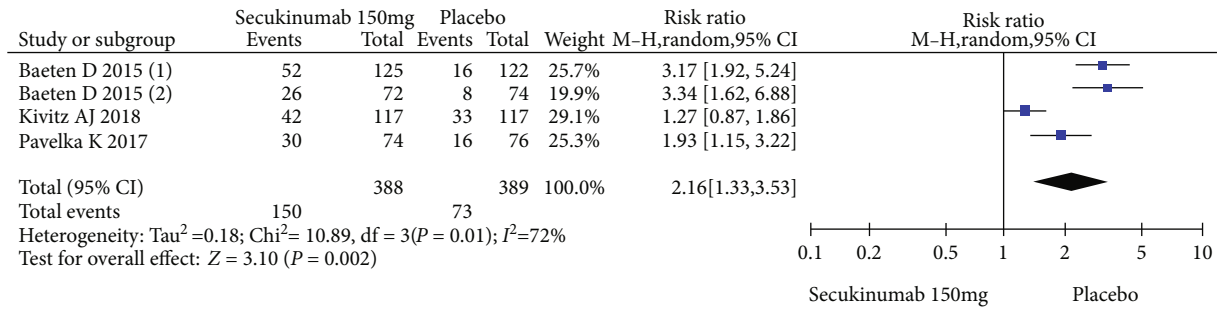 Secukinumab 150mg Placebo Risk ratio Risk ratio
Study or subgroup Events Total Events Total Weight M–H,random,95% CI M–H,random,95% CI
Baeten D 2015 (1) 52 125 16 122 25.7% 3.17 [1.92, 5.24]
Baeten D 2015 (2) 26 72 8 74 19.9% 3.34 [1.62, 6.88]
Kivitz AJ 2018 42 117 33 117 29.1% 1.27 [0.87, 1.86]
Pavelka K 2017 30 74 16 76 25.3% 1.93 [1.15, 3.22]
Total (95% CI) 388 389 100.0% 2.16[1.33,3.53]
Total events 150 73
Heterogeneity: Tau² =0.18; Chi²= 10.89, df = 3(P = 0.01); I²=72%
Test for overall effect: Z = 3.10 (P = 0.002)
0.1 0.2 0.5 1 2 5 10
Secukinumab 150mg Placebo